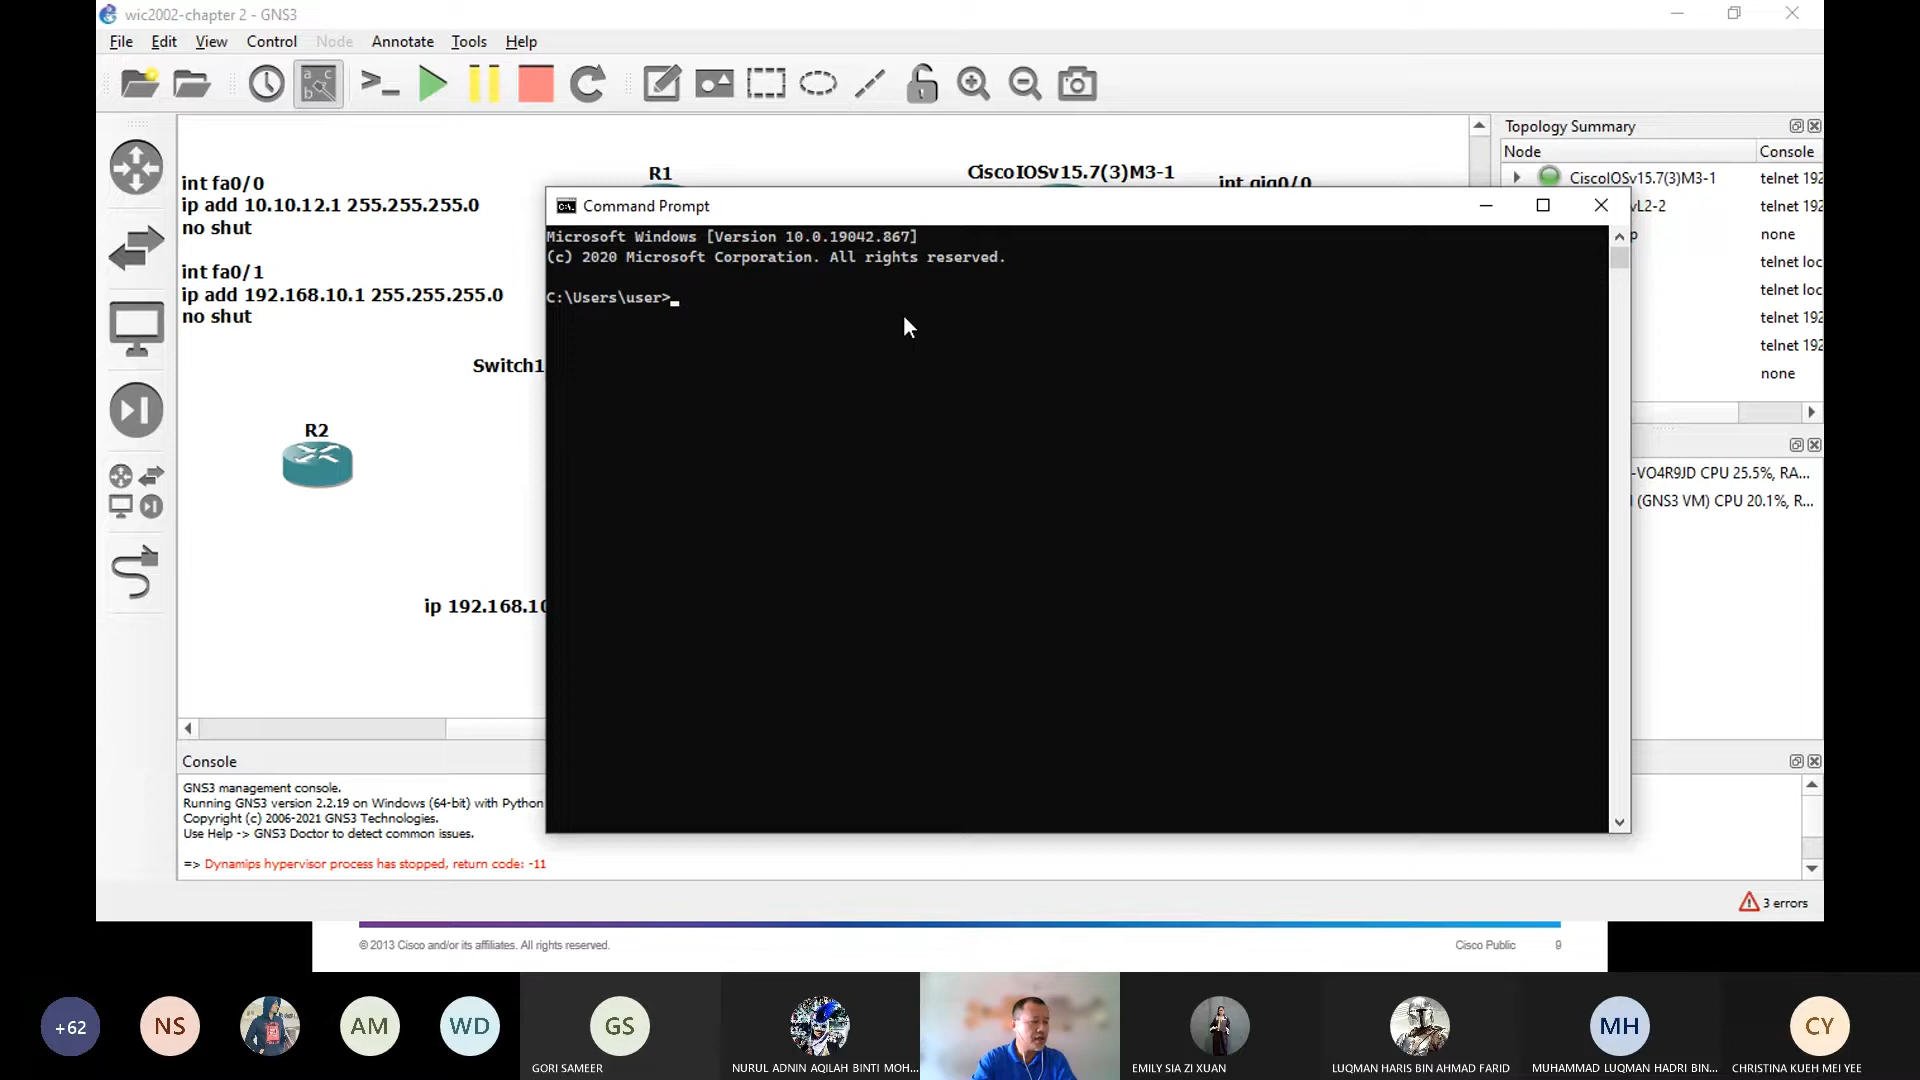 wic2002-chapter 2 - GNS3
File Edit View Control Node Annotate Tools Help
int fa0/0
ip add 10.10.12.1 255.255.255.0
no shut
int fa0/1
ip add 192.168.10.1 255.255.255.0
no shut
R1
CiscoIOSv15.7(3)M3-1
int gig0/0
Switch1
R2
ip 192.168.10
Command Prompt
Microsoft Windows [Version 10.0.19042.867]
(c) 2020 Microsoft Corporation. All rights reserved.
C:\Users\user>
Topology Summary
Node Console
CiscoIOSv15.7(3)M3-1 telnet 192
vL2-2 telnet 192
p none
telnet loc
telnet loc
telnet 192
telnet 192
none
-VO4R9JD CPU 25.5%, RA...
(GNS3 VM) CPU 20.1%, R...
Console
GNS3 management console.
Running GNS3 version 2.2.19 on Windows (64-bit) with Python
Copyright (c) 2006-2021 GNS3 Technologies.
Use Help -> GNS3 Doctor to detect common issues.
=> Dynamips hypervisor process has stopped, return code: -11
3 errors
© 2013 Cisco and/or its affiliates. All rights reserved. Cisco Public 9
+62 NS AM WD GS MH CY
GORI SAMEER
NURUL ADNIN AQILAH BINTI MOH...
EMILY SIA ZI XUAN
LUQMAN HARIS BIN AHMAD FARID
MUHAMMAD LUQMAN HADRI BIN...
CHRISTINA KUEH MEI YEE